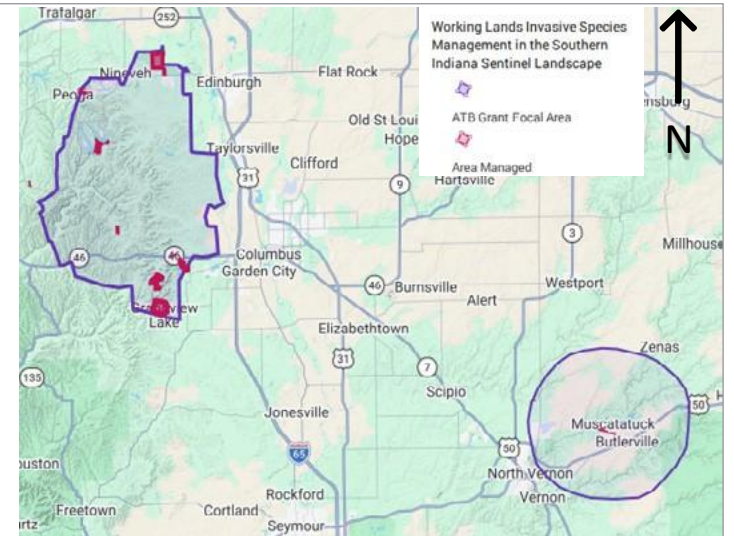 Trafalgar
252
Working Lands Invasive Species
Management in the Southern
Indiana Sentinel Landscape
ATB Grant Focal Area
Area Managed
N
Nineveh
Edinburgh
Flat Rock
Peoga
Old St Loui
Hope
Taylorsville
Clifford
31
9
Hartsville
3
Millhouse
46
46
Columbus
Garden City
46
Burnsville
Westport
Alert
Lake
Elizabethtown
Zenas
31
7
135
Scipio
50
Jonesville
Muscatatuck
Butlerville
65
50
North Vernon
Vernon
Rockford
Freetown
Cortland
Seymour